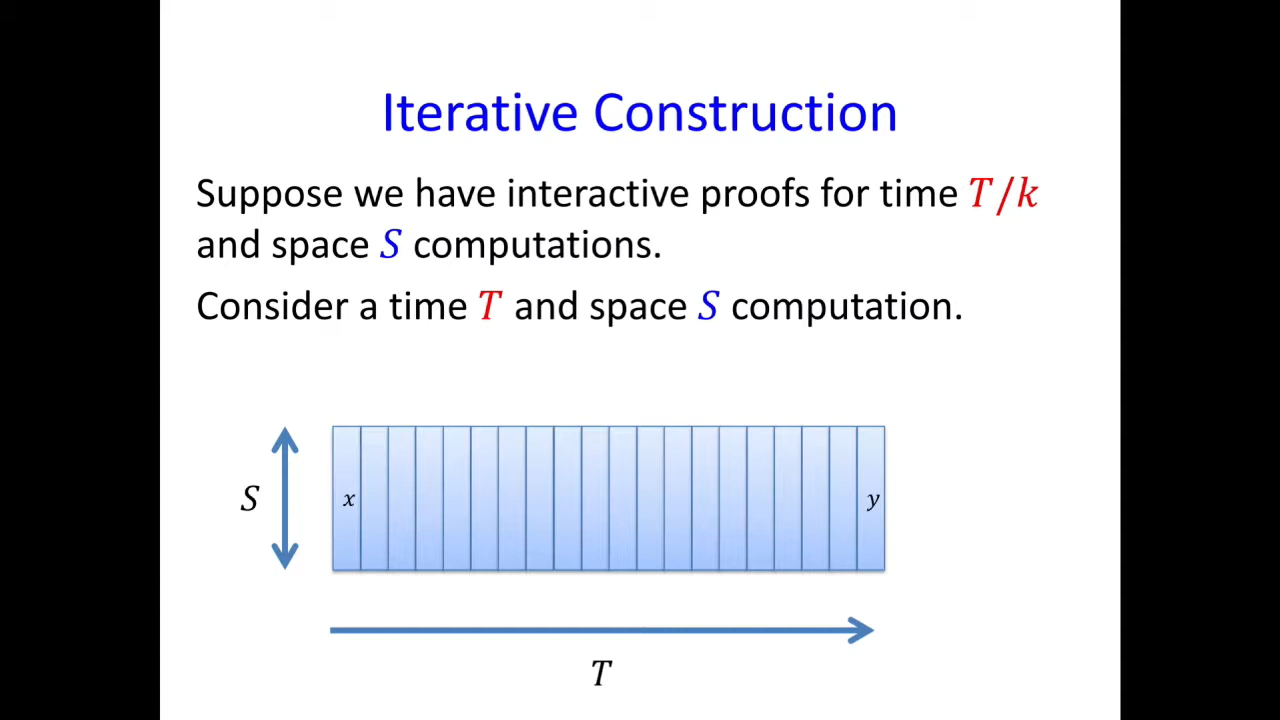 Iterative Construction
Suppose we have interactive proofs for time T/k
and space S computations.
Consider a time T and space S computation.
S
x
y
T